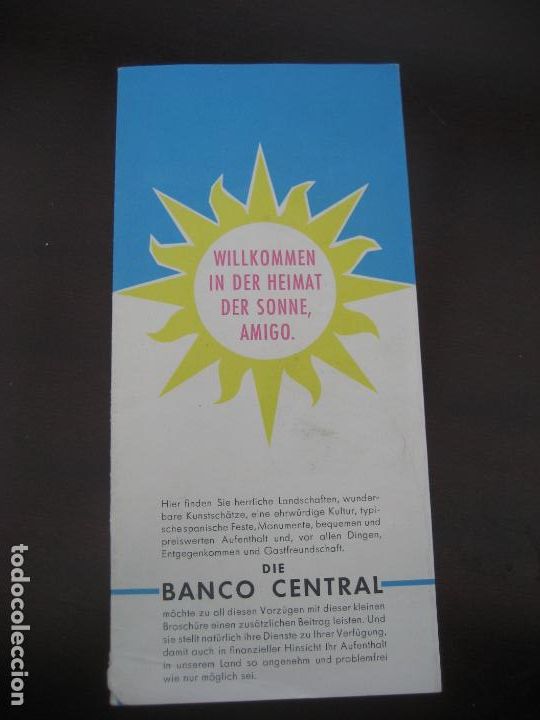 WILLKOMMEN
IN DER HEIMAT
DER SONNE,
AMIGO.
Hier finden Sie herrliche Landschaften, wunder-
bare Kunstschätze, eine ehrwürdige Kultur, typi-
sche spanische Feste, Monumente, bequemen und
preiswerten Aufenthalt und, vor allen Dingen,
Entgegenkommen und Gastfreundschaft.
DIE
BANCO CENTRAL
möchte zu all diesen Vorzügen mit dieser kleinen
Broschüre einen zusätzlichen Beitrag leisten. Und
sie stellt natürlich ihre Dienste zu Ihrer Verfügung,
damit auch in finanzieller Hinsicht Ihr Aufenthalt
in unserem Land so angenehm und problemfrei
wie nur möglich sei.
todocoleccion
todocoleccion.net